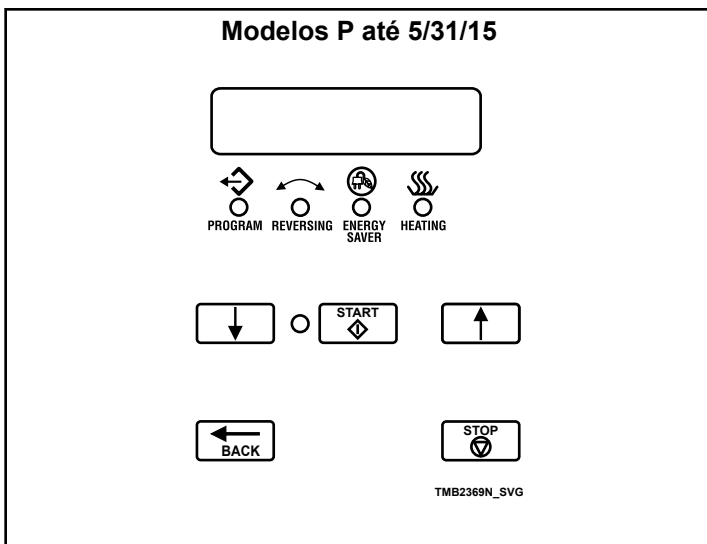 Modelos P até 5/31/15
PROGRAM REVERSING ENERGY SAVER HEATING
START
BACK
STOP
TMB2369N_SVG